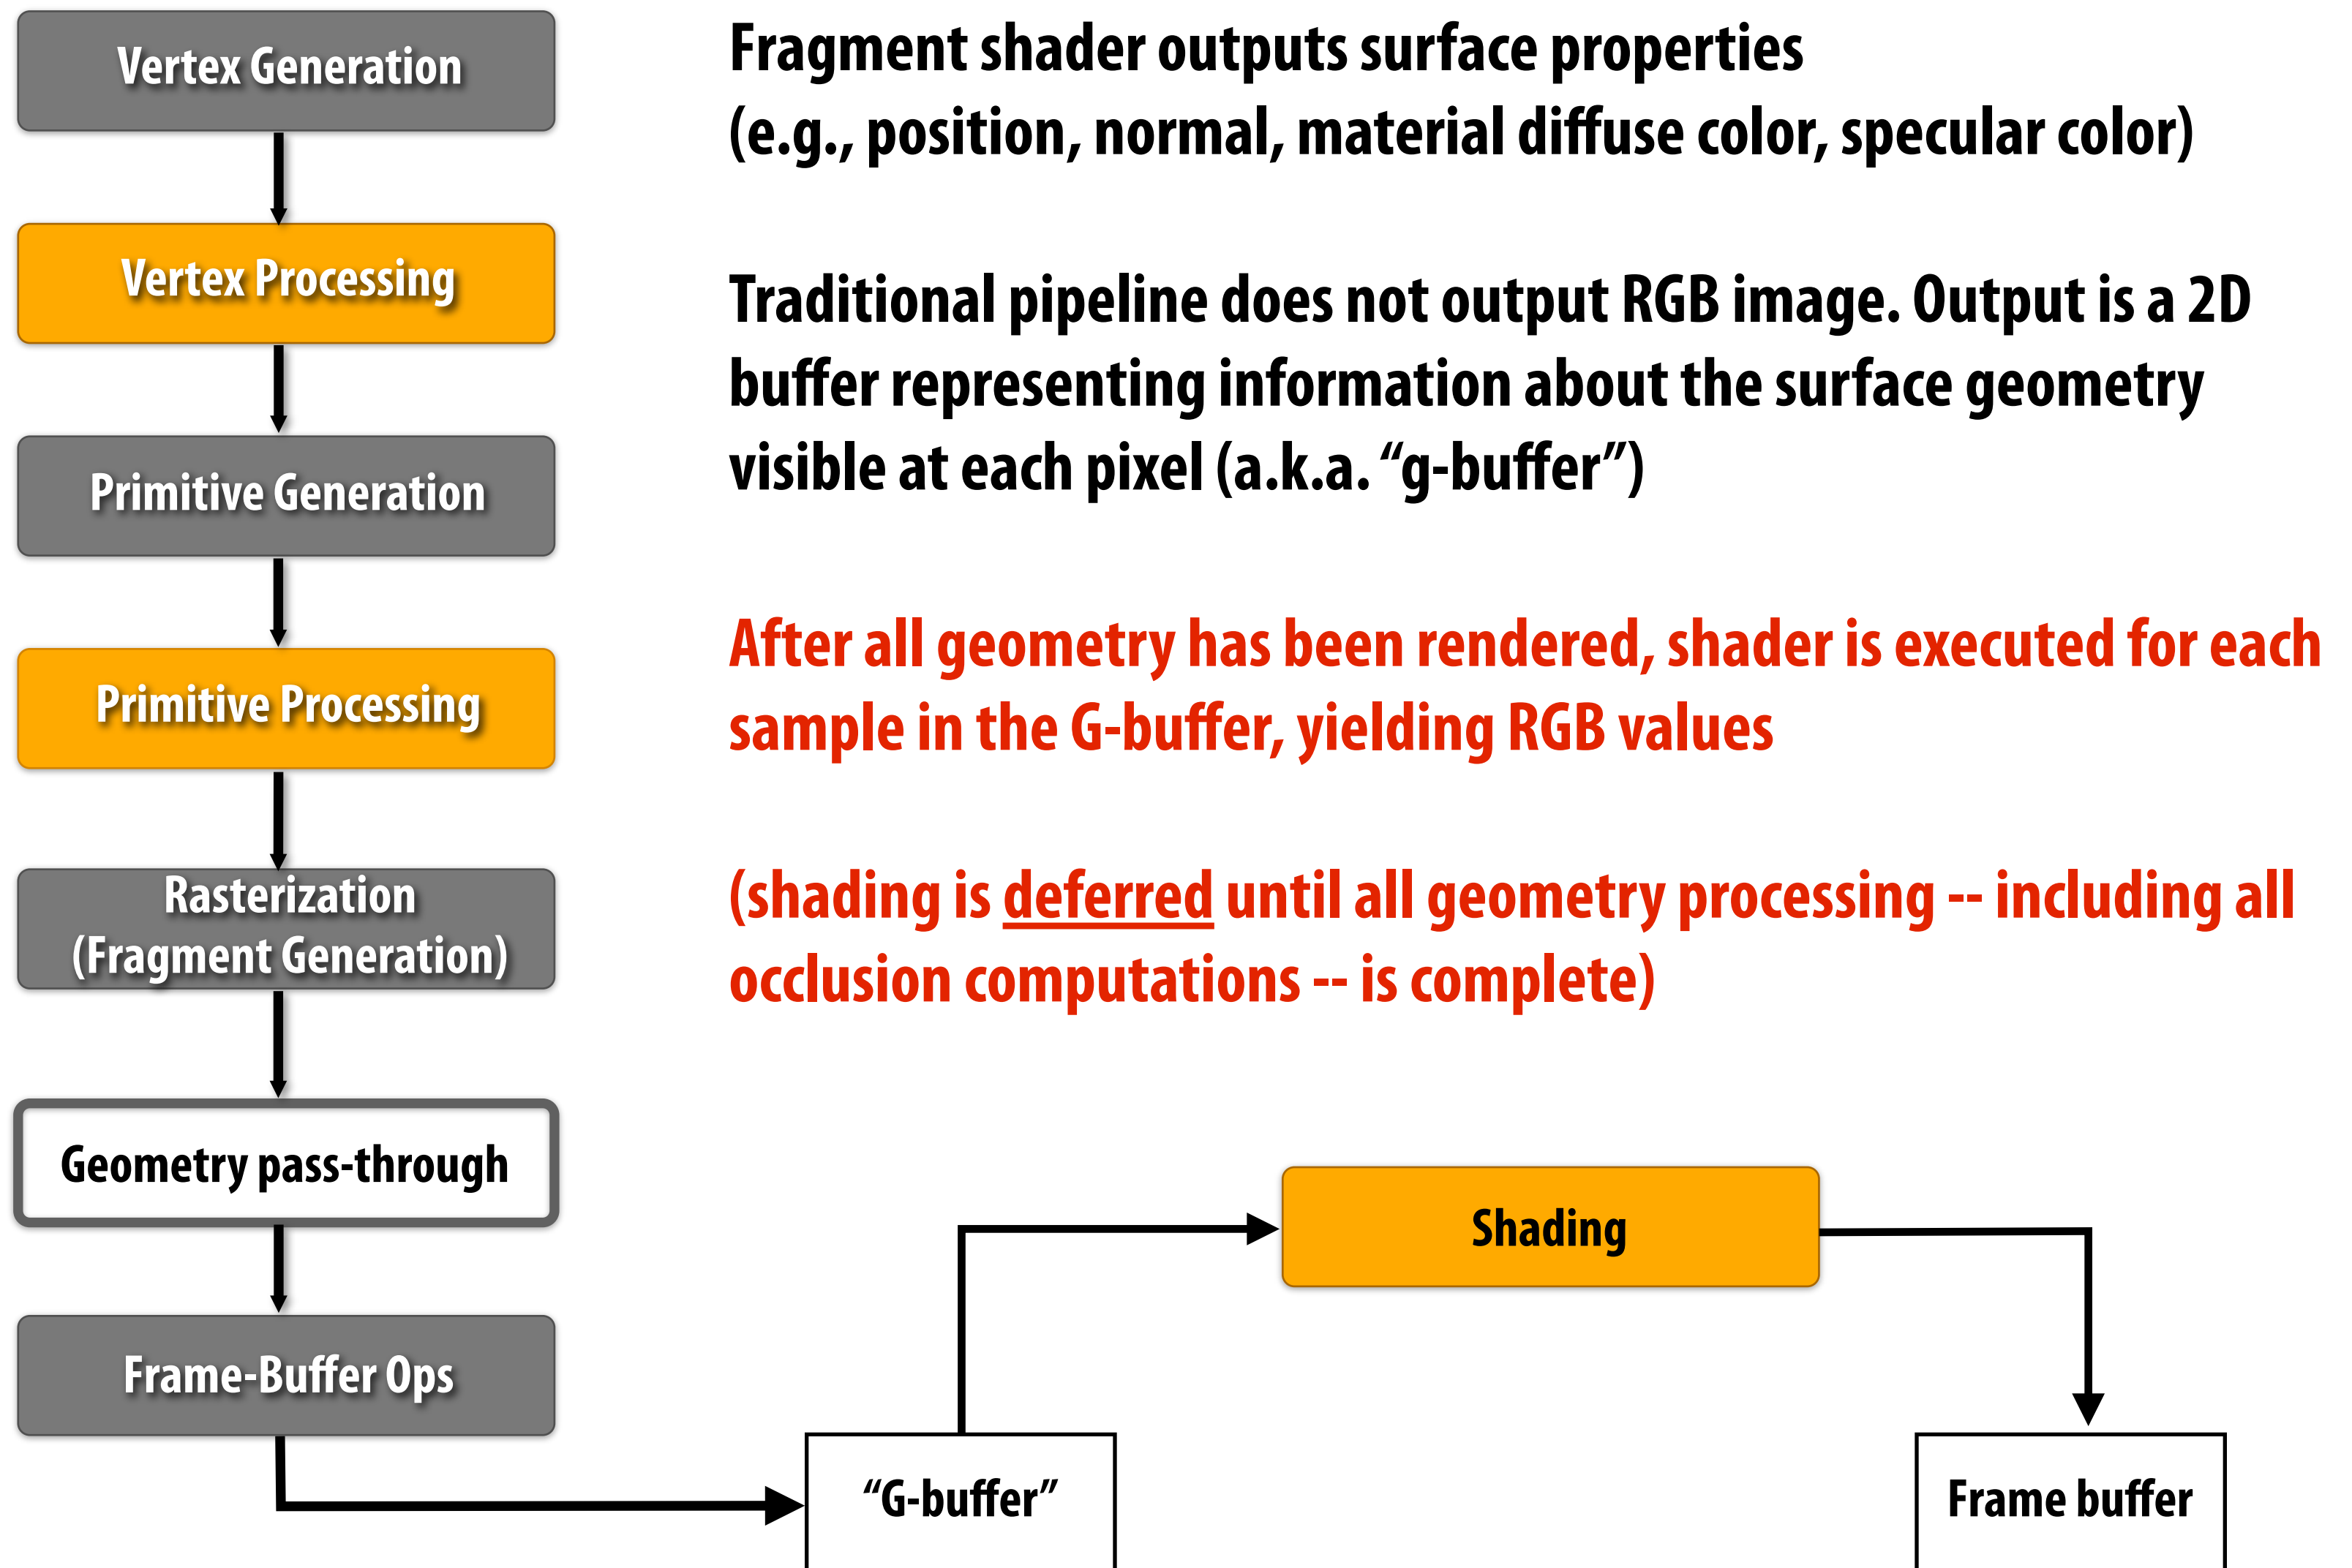 Vertex Generation
Vertex Processing
Primitive Generation
Primitive Processing
Rasterization
(Fragment Generation)
Geometry pass-through
Frame-Buffer Ops
Fragment shader outputs surface properties
(e.g., position, normal, material diffuse color, specular color)
Traditional pipeline does not output RGB image. Output is a 2D
buffer representing information about the surface geometry
visible at each pixel (a.k.a. “g-buffer”)
After all geometry has been rendered, shader is executed for each
sample in the G-buffer, yielding RGB values
(shading is deferred until all geometry processing -- including all
occlusion computations -- is complete)
Shading
“G-buffer”
Frame buffer